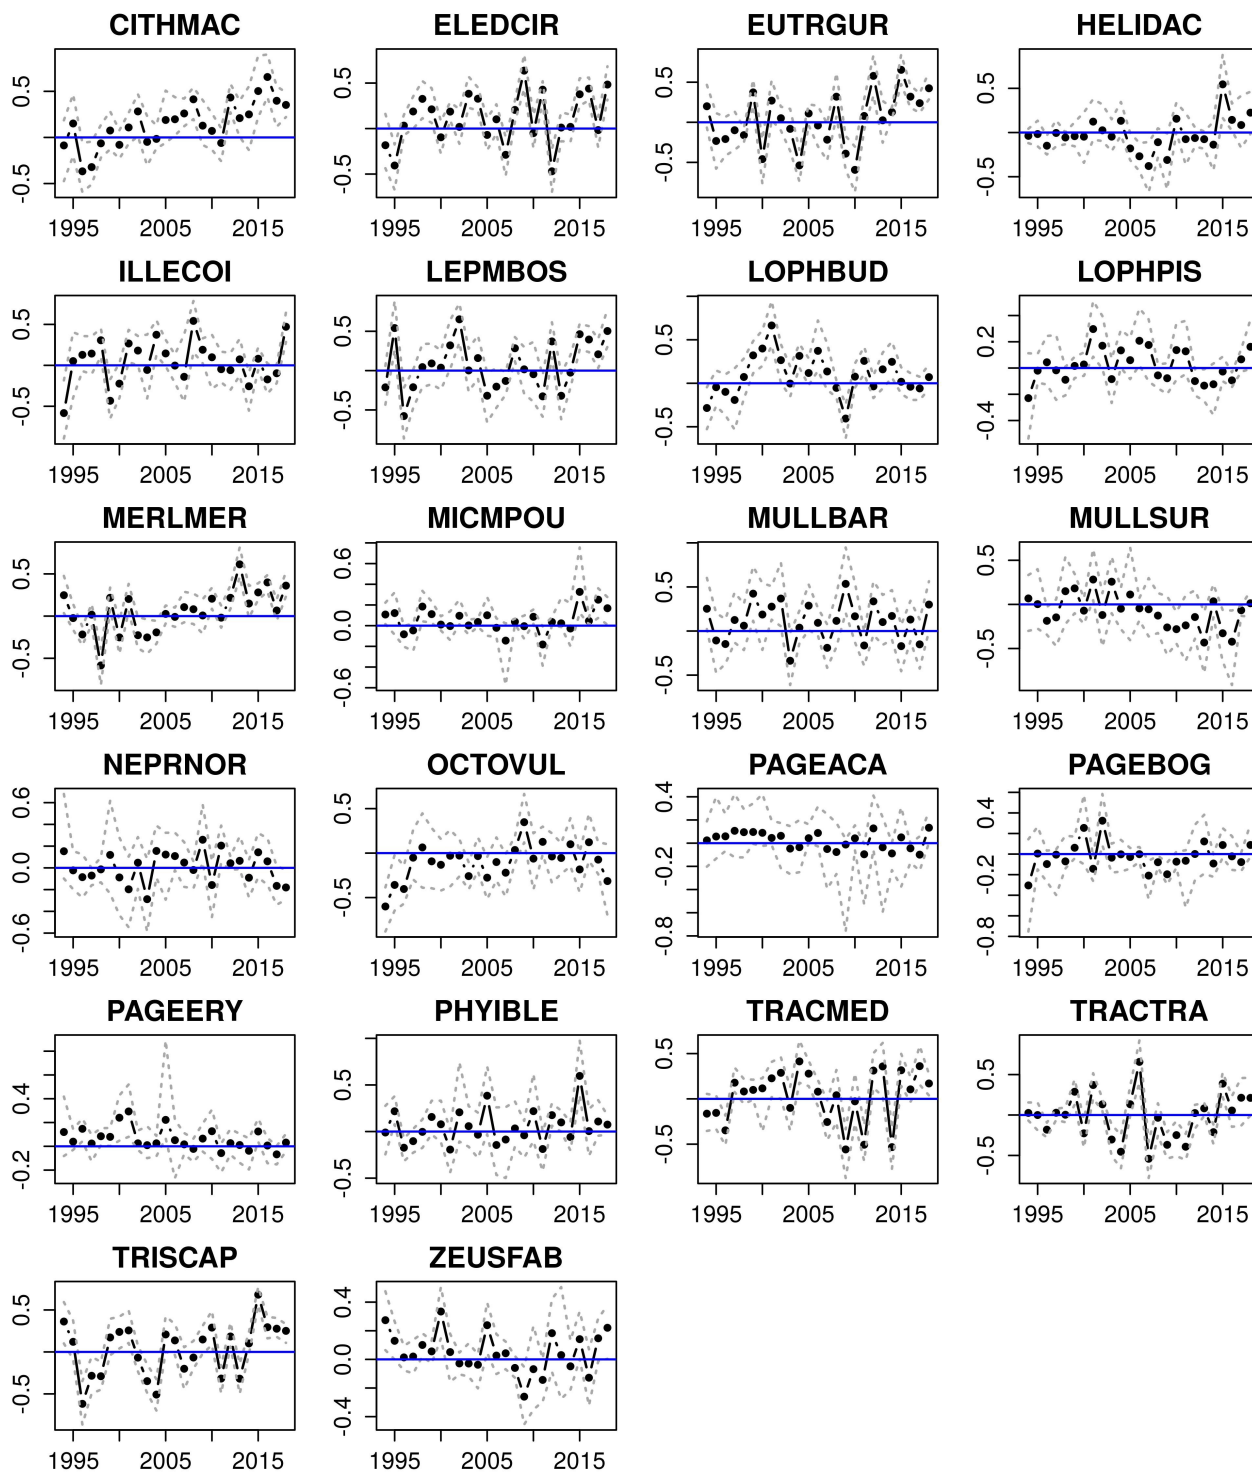 CITHMAC ELEDCIR EUTRGUR HELIDAC
-0.5 0.5 -0.5 0.5 -0.5 0.5 -0.5 0.5
1995 2005 2015 1995 2005 2015 1995 2005 2015 1995 2005 2015
ILLECOI LEPMBOS LOPHBUD LOPHPIS
-0.5 0.5 -0.5 0.5 -0.5 0.5 -0.4 0.2
1995 2005 2015 1995 2005 2015 1995 2005 2015 1995 2005 2015
MERLMER MICMPOU MULLBAR MULLSUR
-0.5 0.5 -0.6 0.0 0.6 -0.5 0.5 -0.5 0.5
1995 2005 2015 1995 2005 2015 1995 2005 2015 1995 2005 2015
NEPRNOR OCTOVUL PAGEACA PAGEBOG
-0.6 0.0 0.6 -0.5 0.5 -0.8 -0.2 0.4 -0.8 -0.2 0.4
1995 2005 2015 1995 2005 2015 1995 2005 2015 1995 2005 2015
PAGEERY PHYIBLE TRACMED TRACTRA
-0.2 0.4 -0.5 0.5 -0.5 0.5 -0.5 0.5
1995 2005 2015 1995 2005 2015 1995 2005 2015 1995 2005 2015
TRISCAP ZEUSFAB
-0.5 0.5 -0.4 0.0 0.4
1995 2005 2015 1995 2005 2015